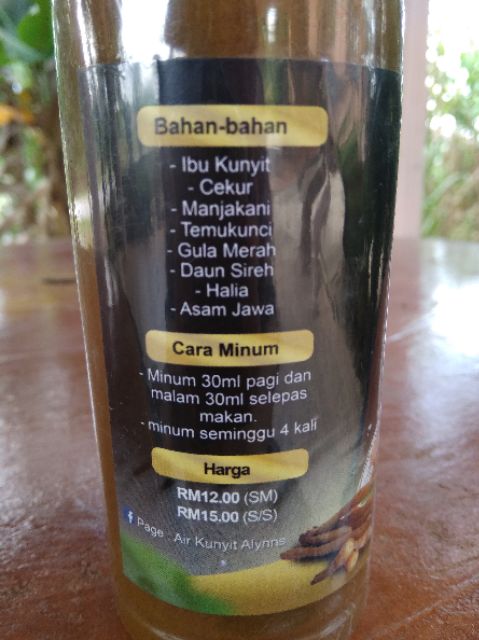 Bahan-bahan
- Ibu Kunyit
- Cekur
- Manjakani
- Temukunci
- Gula Merah
- Daun Sireh
- Halia
- Asam Jawa
Cara Minum
- Minum 30ml pagi dan
malam 30ml selepas
makan.
- minum seminggu 4 kali
Harga
RM12.00 (SM)
RM15.00 (S/S)
f Page : Air Kunyit Alynns